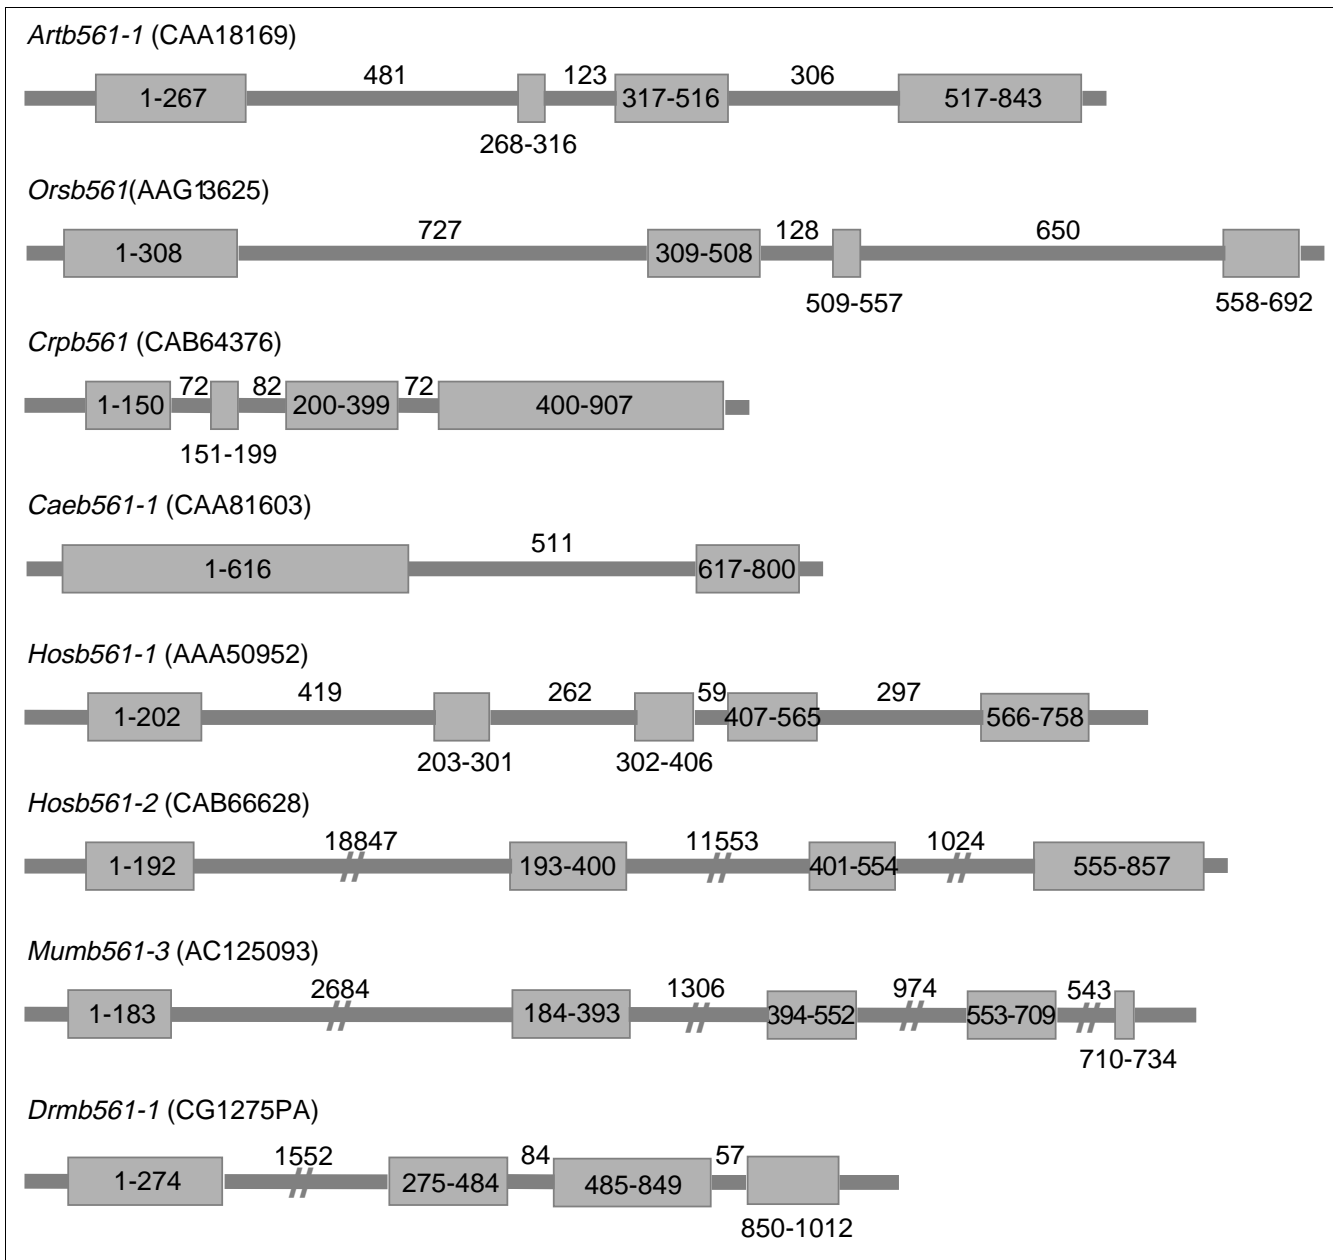 Artb561-1 (CAA18169)
481 123 306
1-267 317-516 517-843
268-316
Orsb561(AAG13625)
727 128 650
1-308 309-508
509-557 558-692
Crpb561 (CAB64376)
72 82 72
1-150 200-399 400-907
151-199
Caeb561-1 (CAA81603)
511
1-616 617-800
Hosb561-1 (AAA50952)
419 262 59 297
1-202 407-565 566-758
203-301 302-406
Hosb561-2 (CAB66628)
18847 11553 1024
1-192 193-400 401-554 555-857
Mumb561-3 (AC125093)
2684 1306 974 543
1-183 184-393 394-552 553-709
710-734
Drmb561-1 (CG1275PA)
1552 84 57
1-274 275-484 485-849
850-1012